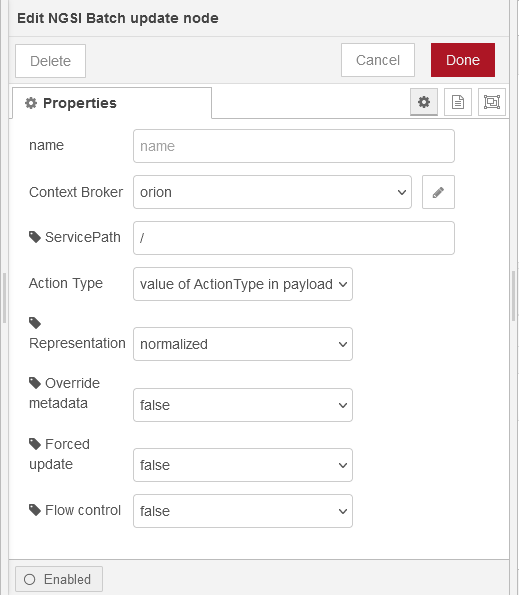 Edit NGSI Batch update node
Delete
Cancel
Done
Properties
name
name
Context Broker
orion
ServicePath
/
Action Type
value of ActionType in payload
Representation
normalized
Override
metadata
false
Forced
update
false
Flow control
false
Enabled